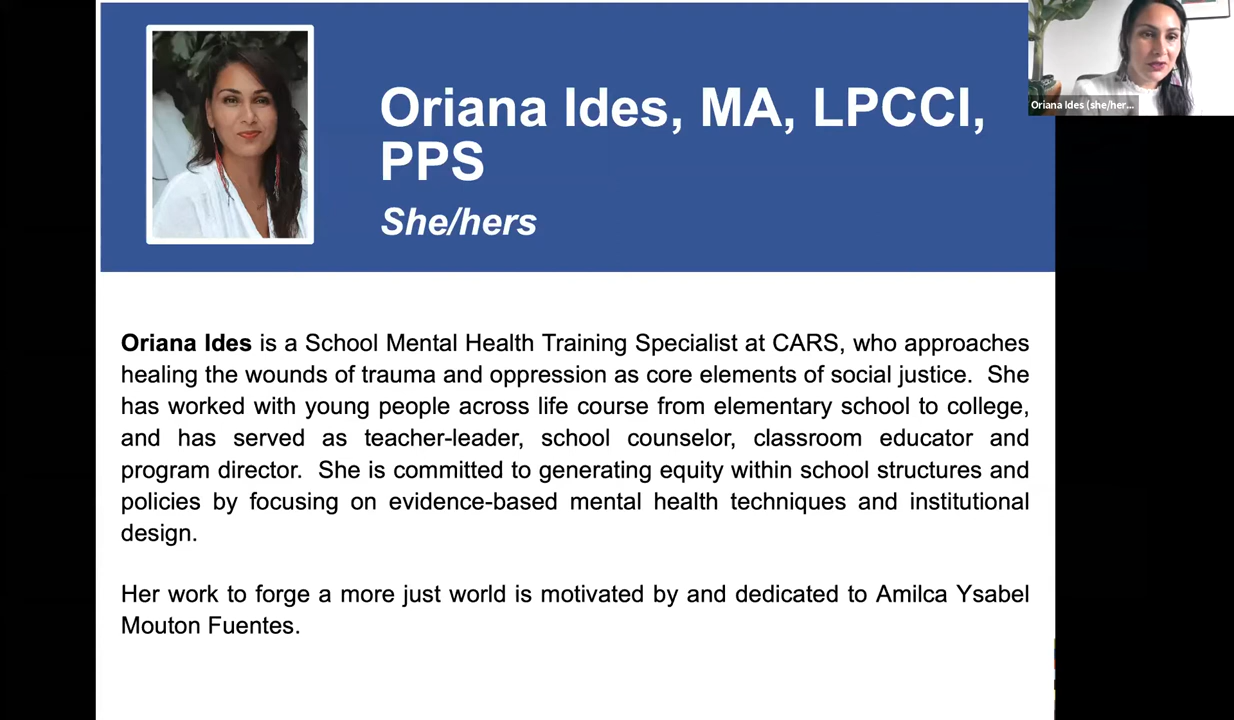 Oriana Ides, MA, LPCCI,
PPS
She/hers
Oriana Ides (she/her...
Oriana Ides is a School Mental Health Training Specialist at CARS, who approaches
healing the wounds of trauma and oppression as core elements of social justice. She
has worked with young people across life course from elementary school to college,
and has served as teacher-leader, school counselor, classroom educator and
program director. She is committed to generating equity within school structures and
policies by focusing on evidence-based mental health techniques and institutional
design.
Her work to forge a more just world is motivated by and dedicated to Amilca Ysabel
Mouton Fuentes.